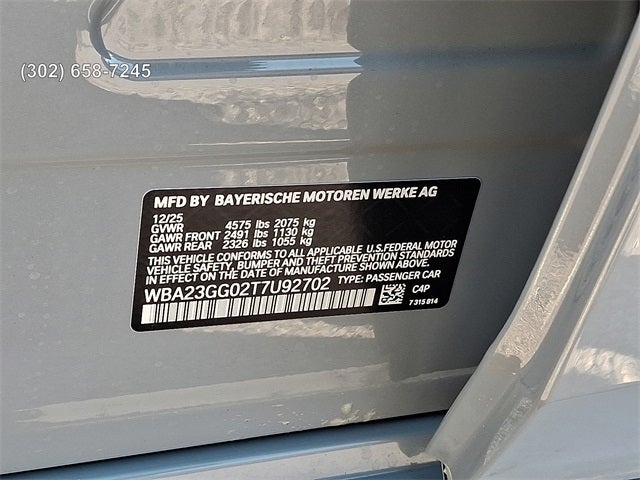 (302) 658-7245
MFD BY BAYERISCHE MOTOREN WERKE AG
12/25
GVWR 4575 lbs 2075 kg
GAWR FRONT 2491 lbs 1130 kg
GAWR REAR 2326 lbs 1055 kg
THIS VEHICLE CONFORMS TO ALL APPLICABLE U.S.FEDERAL MOTOR
VEHICLE SAFETY, BUMPER AND THEFT PREVENTION STANDARDS
IN EFFECT ON THE DATE OF MANUFACTURE SHOWN ABOVE.
WBA23GG02T7U92702 TYPE: PASSENGER CAR
C4P
7 315 814